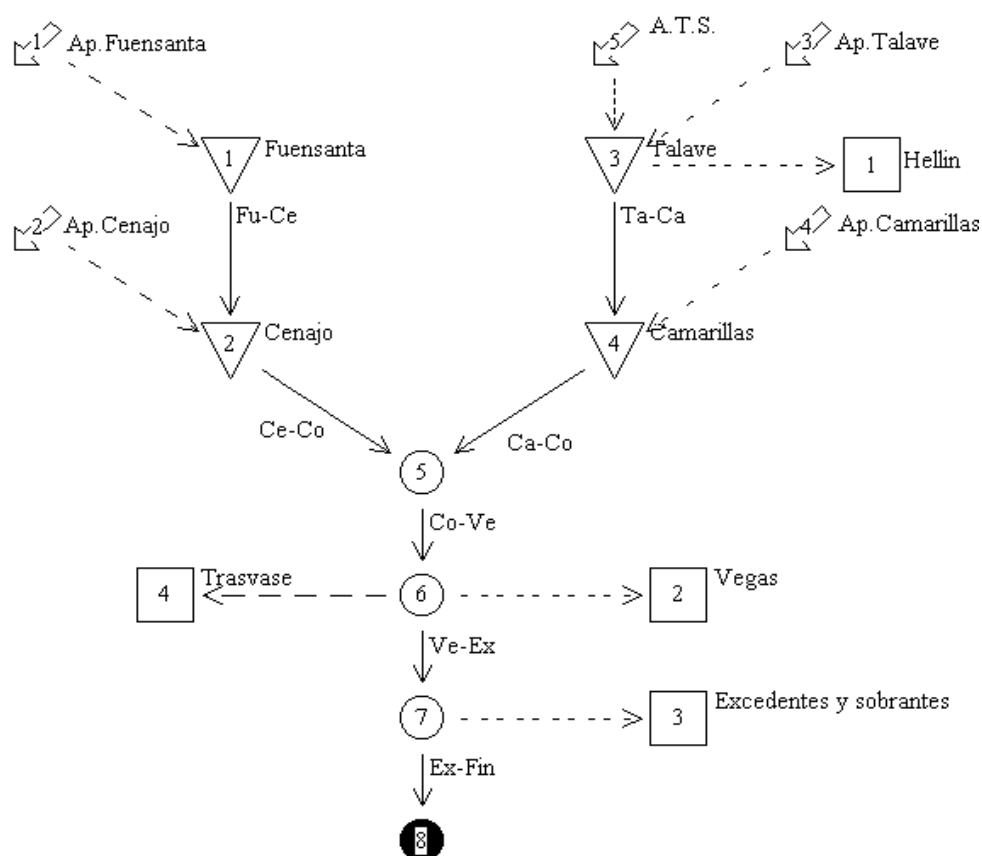 1 Ap.Fuensanta
5 A.T.S.
3 Ap.Talave
1 Fuensanta
3 Talave
1 Hellin
Fu-Ce
Ta-Ca
2 Ap.Cenajo
4 Ap.Camarillas
2 Cenajo
4 Camarillas
Ce-Co
Ca-Co
5
Co-Ve
4 Trasvase
6
2 Vegas
Ve-Ex
7
3 Excedentes y sobrantes
Ex-Fin
8